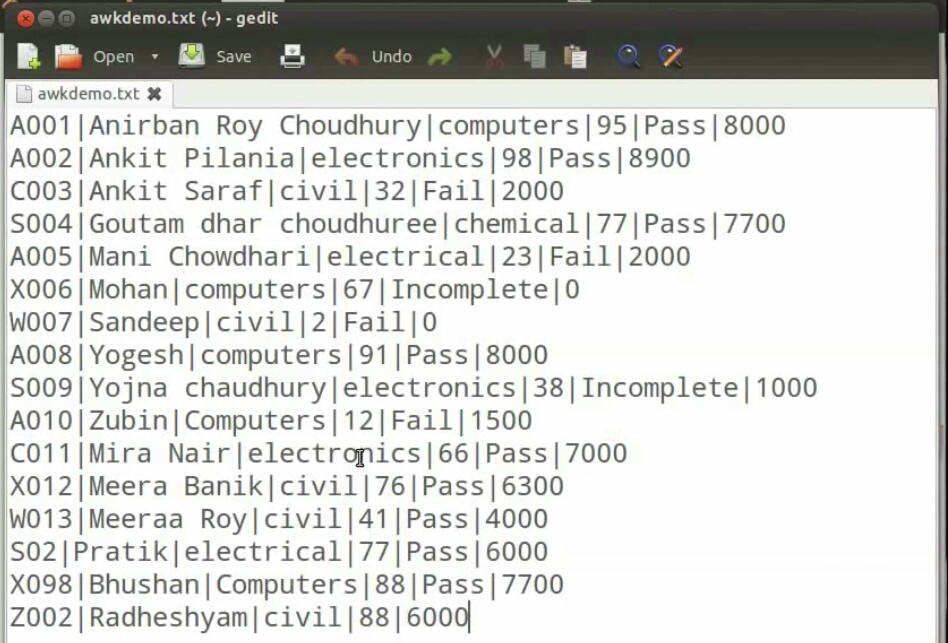 awkdemo.txt (~) - gedit
Open Save Undo
awkdemo.txt
A001|Anirban Roy Choudhury|computers|95|Pass|8000
A002|Ankit Pilania|electronics|98|Pass|8900
C003|Ankit Saraf|civil|32|Fail|2000
S004|Goutam dhar choudhuree|chemical|77|Pass|7700
A005|Mani Chowdhari|electrical|23|Fail|2000
X006|Mohan|computers|67|Incomplete|0
W007|Sandeep|civil|2|Fail|0
A008|Yogesh|computers|91|Pass|8000
S009|Yojna chaudhury|electronics|38|Incomplete|1000
A010|Zubin|Computers|12|Fail|1500
C011|Mira Nair|electronics|66|Pass|7000
X012|Meera Banik|civil|76|Pass|6300
W013|Meeraa Roy|civil|41|Pass|4000
S02|Pratik|electrical|77|Pass|6000
X098|Bhushan|Computers|88|Pass|7700
Z002|Radheshyam|civil|88|6000